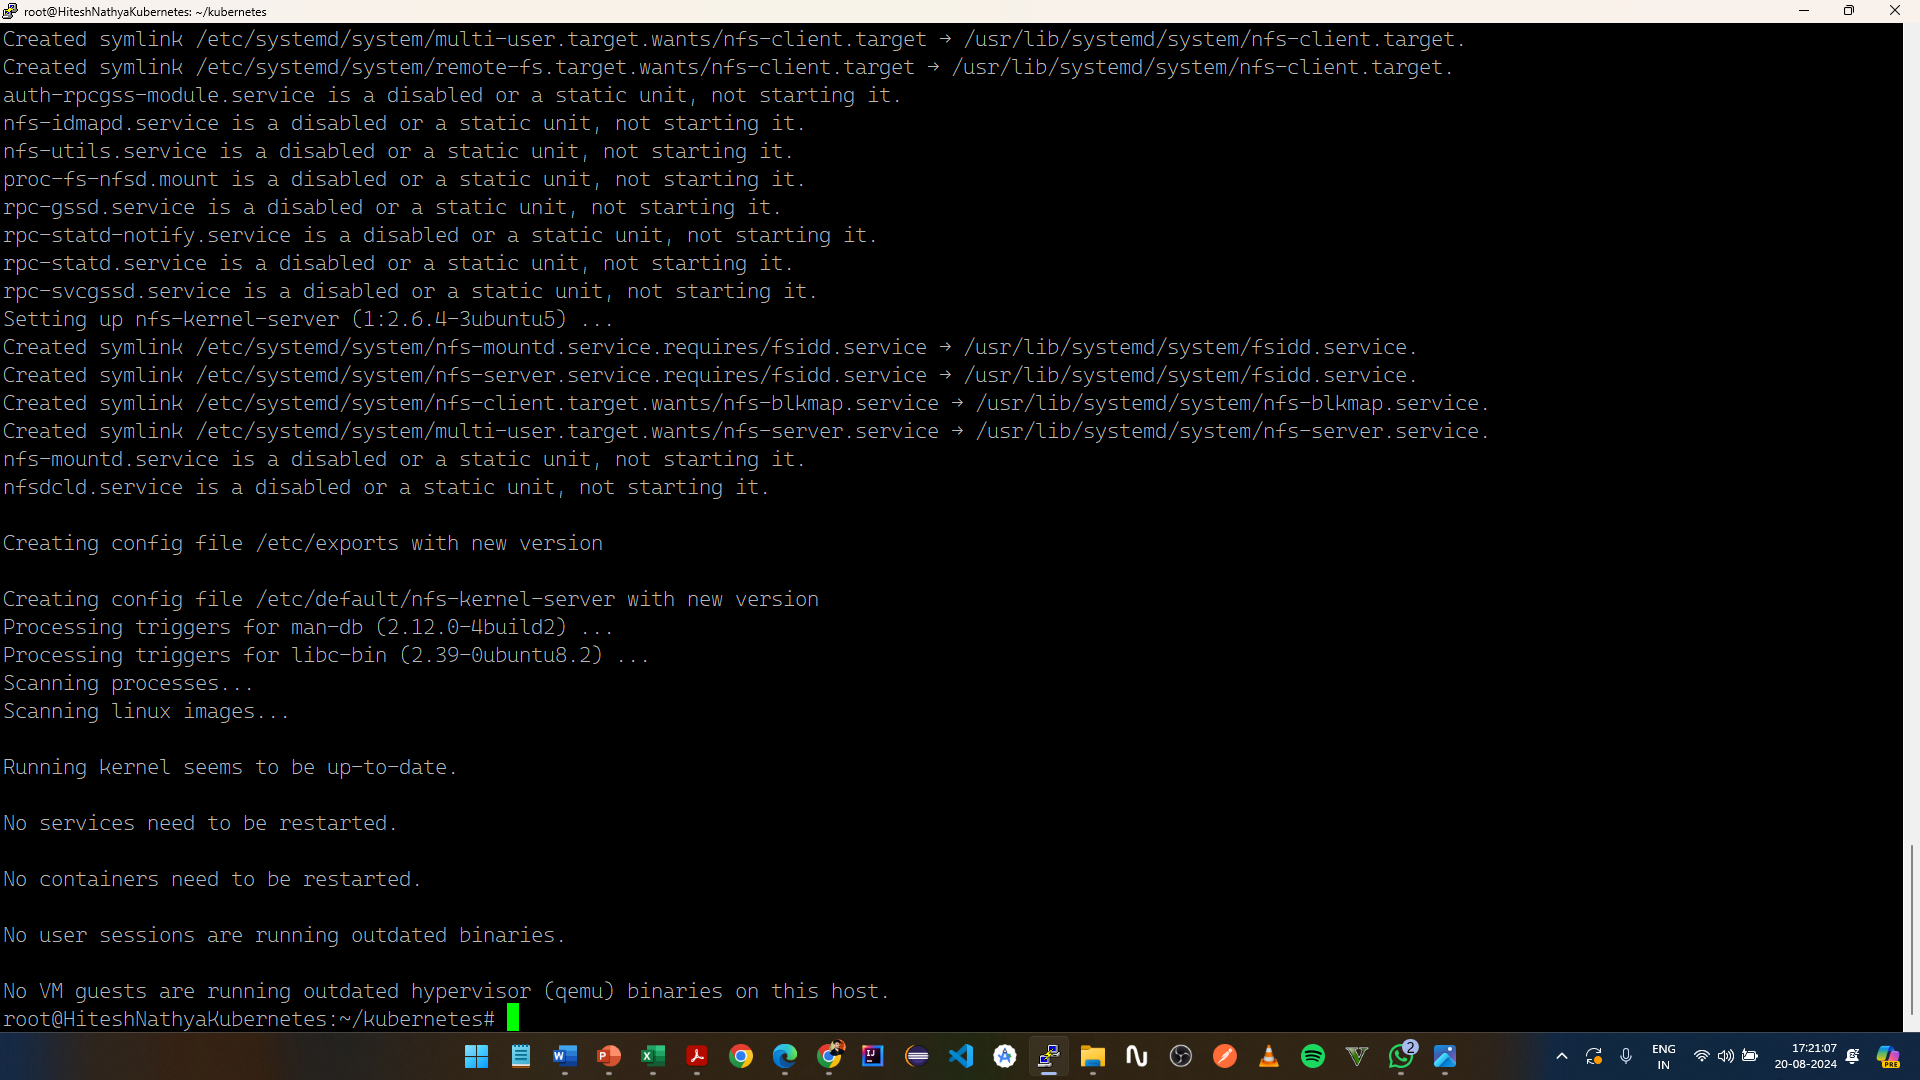 root@HiteshNathyaKubernetes: ~/kubernetes
Created symlink /etc/systemd/system/multi-user.target.wants/nfs-client.target → /usr/lib/systemd/system/nfs-client.target.
Created symlink /etc/systemd/system/remote-fs.target.wants/nfs-client.target → /usr/lib/systemd/system/nfs-client.target.
auth-rpcgss-module.service is a disabled or a static unit, not starting it.
nfs-idmapd.service is a disabled or a static unit, not starting it.
nfs-utils.service is a disabled or a static unit, not starting it.
proc-fs-nfsd.mount is a disabled or a static unit, not starting it.
rpc-gssd.service is a disabled or a static unit, not starting it.
rpc-statd-notify.service is a disabled or a static unit, not starting it.
rpc-statd.service is a disabled or a static unit, not starting it.
rpc-svcgssd.service is a disabled or a static unit, not starting it.
Setting up nfs-kernel-server (1:2.6.4-3ubuntu5) ...
Created symlink /etc/systemd/system/nfs-mountd.service.requires/fsidd.service → /usr/lib/systemd/system/fsidd.service.
Created symlink /etc/systemd/system/nfs-server.service.requires/fsidd.service → /usr/lib/systemd/system/fsidd.service.
Created symlink /etc/systemd/system/nfs-client.target.wants/nfs-blkmap.service → /usr/lib/systemd/system/nfs-blkmap.service.
Created symlink /etc/systemd/system/multi-user.target.wants/nfs-server.service → /usr/lib/systemd/system/nfs-server.service.
nfs-mountd.service is a disabled or a static unit, not starting it.
nfsdcld.service is a disabled or a static unit, not starting it.
Creating config file /etc/exports with new version
Creating config file /etc/default/nfs-kernel-server with new version
Processing triggers for man-db (2.12.0-4build2) ...
Processing triggers for libc-bin (2.39-0ubuntu8.2) ...
Scanning processes...
Scanning linux images...
Running kernel seems to be up-to-date.
No services need to be restarted.
No containers need to be restarted.
No user sessions are running outdated binaries.
No VM guests are running outdated hypervisor (qemu) binaries on this host.
root@HiteshNathyaKubernetes:~/kubernetes#
2
ENG
IN
17:21:07
20-08-2024
PRE